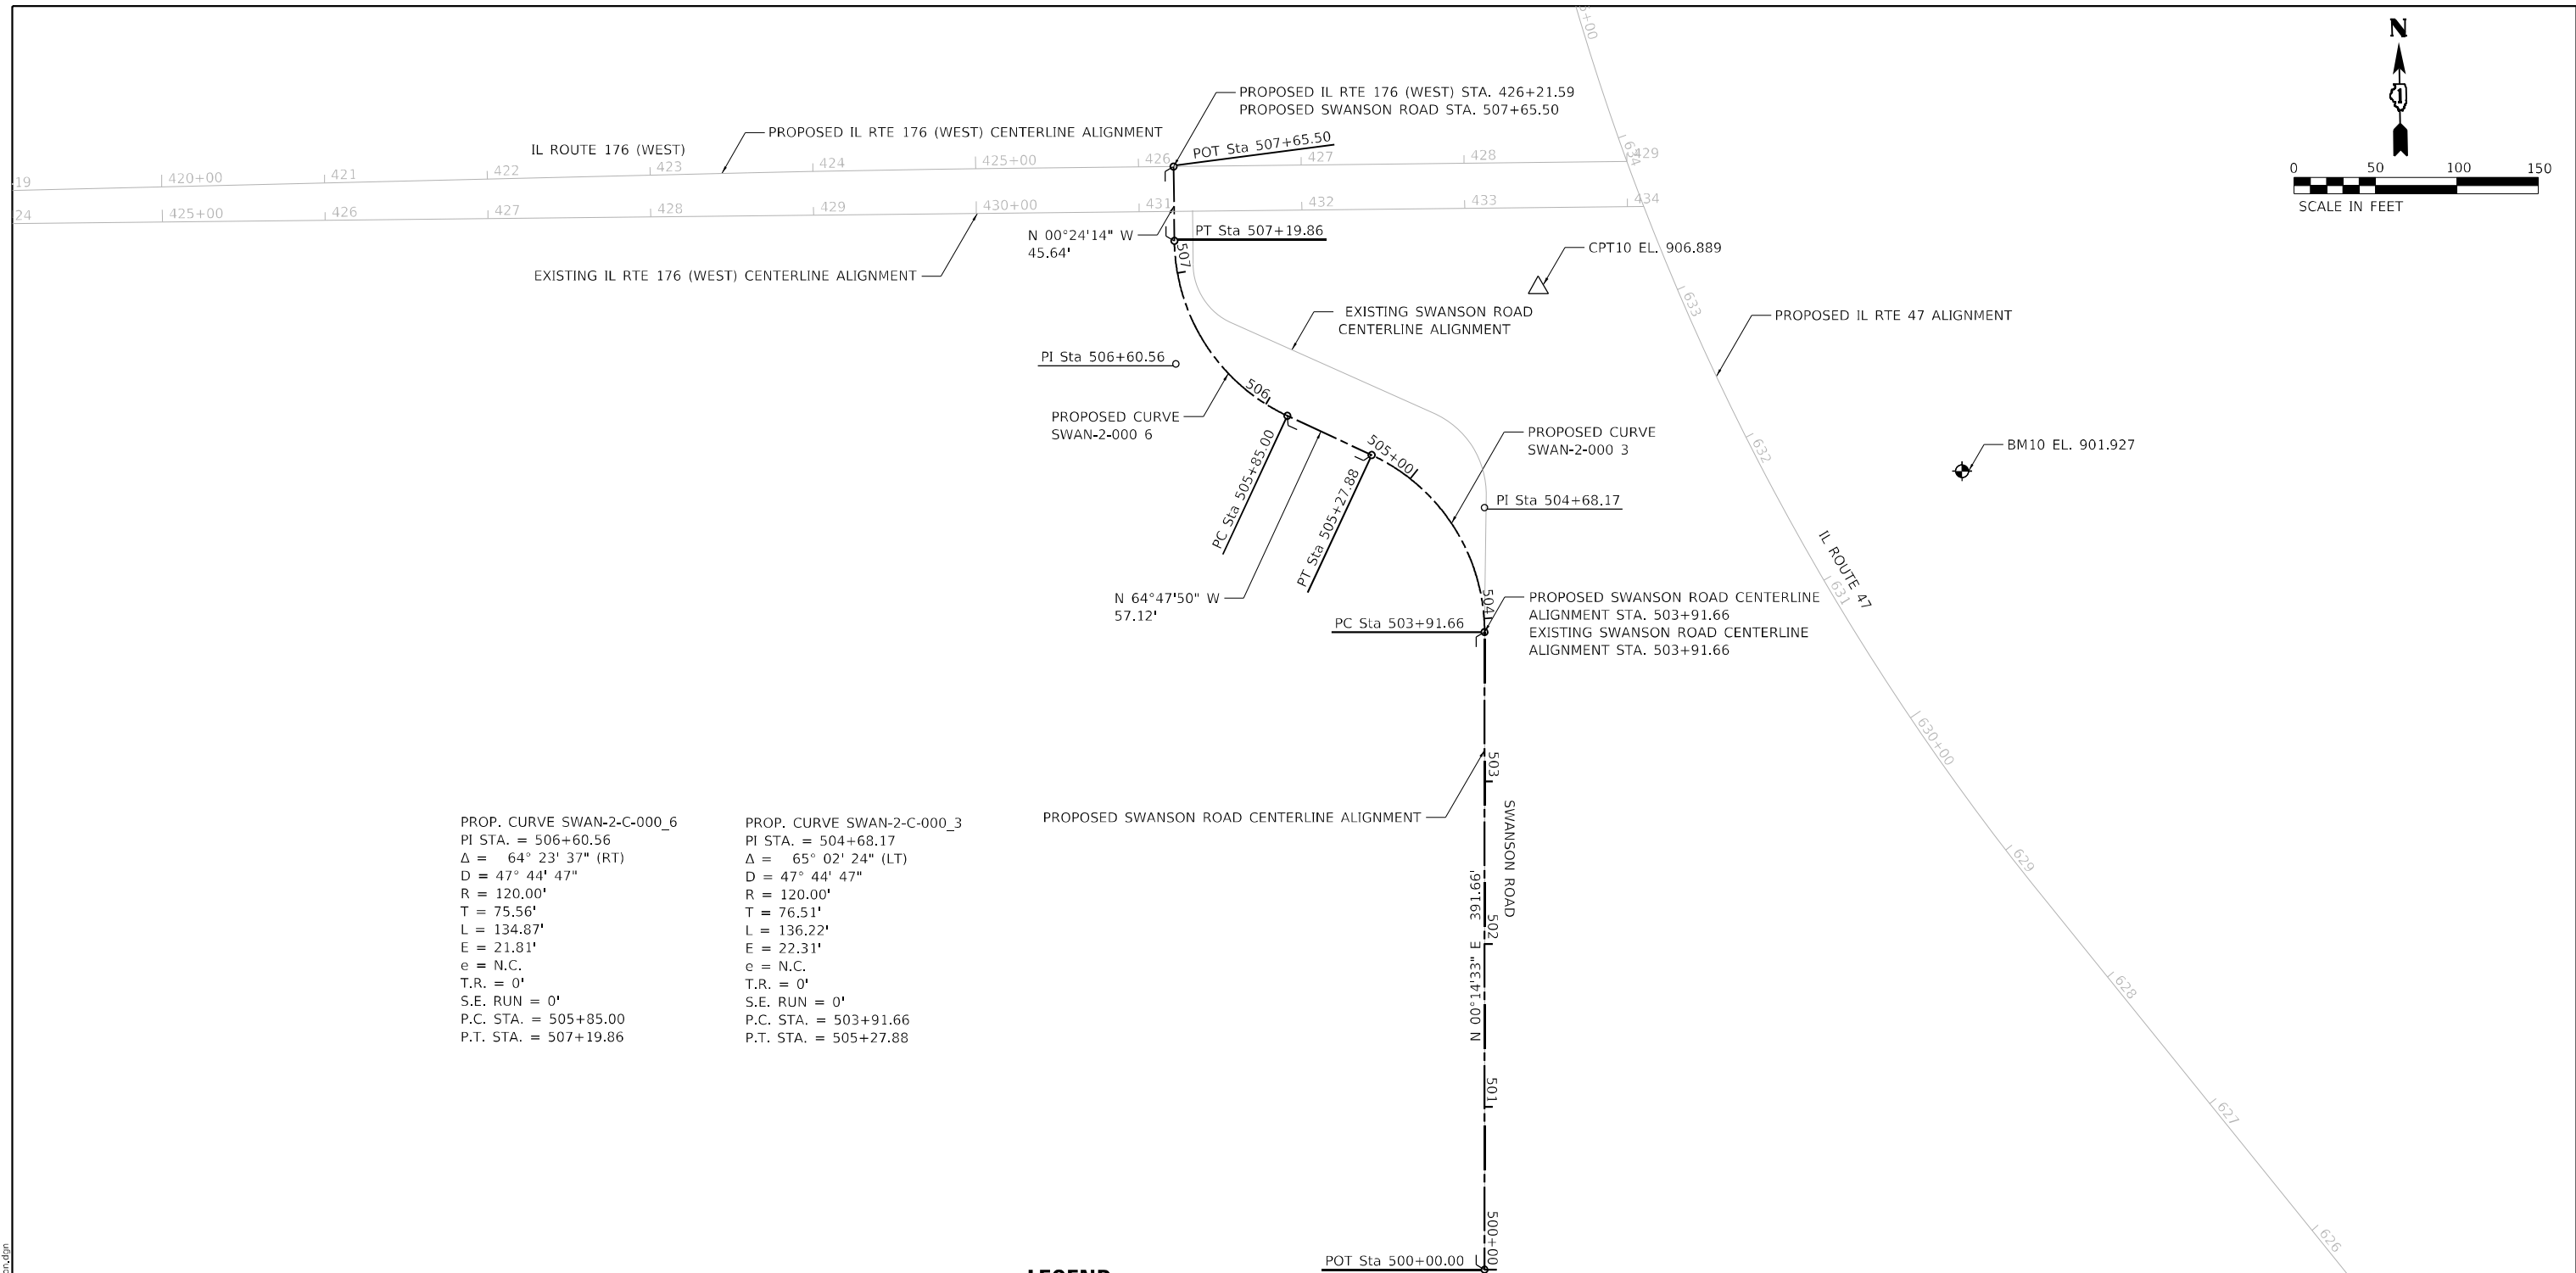 N
0 50 100 150
SCALE IN FEET
PROPOSED IL RTE 176 (WEST) STA. 426+21.59
PROPOSED SWANSON ROAD STA. 507+65.50
PROPOSED IL RTE 176 (WEST) CENTERLINE ALIGNMENT
IL ROUTE 176 (WEST)
POT Sta 507+65.50
19 420+00 421 422 423 424 425+00 426 427 428 429
24 425+00 426 427 428 429 430+00 431 432 433 434
N 00°24'14" W
45.64'
PT Sta 507+19.86
507
EXISTING IL RTE 176 (WEST) CENTERLINE ALIGNMENT
CPT10 EL. 906.889
EXISTING SWANSON ROAD
CENTERLINE ALIGNMENT
PROPOSED IL RTE 47 ALIGNMENT
PI Sta 506+60.56
506
PROPOSED CURVE
SWAN-2-000 6
PC Sta 505+85.00
505+00
PT Sta 505+27.88
PROPOSED CURVE
SWAN-2-000 3
BM10 EL. 901.927
PI Sta 504+68.17
N 64°47'50" W
57.12'
504
PC Sta 503+91.66
PROPOSED SWANSON ROAD CENTERLINE
ALIGNMENT STA. 503+91.66
EXISTING SWANSON ROAD CENTERLINE
ALIGNMENT STA. 503+91.66
IL ROUTE 47
634
633
632
631
630+00
629
628
627
626
503
PROPOSED SWANSON ROAD CENTERLINE ALIGNMENT
SWANSON ROAD
N 00°14'33" E 391.66'
502
501
500+00
POT Sta 500+00.00
PROP. CURVE SWAN-2-C-000_6
PI STA. = 506+60.56
Δ = 64° 23' 37" (RT)
D = 47° 44' 47"
R = 120.00'
T = 75.56'
L = 134.87'
E = 21.81'
e = N.C.
T.R. = 0'
S.E. RUN = 0'
P.C. STA. = 505+85.00
P.T. STA. = 507+19.86
PROP. CURVE SWAN-2-C-000_3
PI STA. = 504+68.17
Δ = 65° 02' 24" (LT)
D = 47° 44' 47"
R = 120.00'
T = 76.51'
L = 136.22'
E = 22.31'
e = N.C.
T.R. = 0'
S.E. RUN = 0'
P.C. STA. = 503+91.66
P.T. STA. = 505+27.88
LEGEND